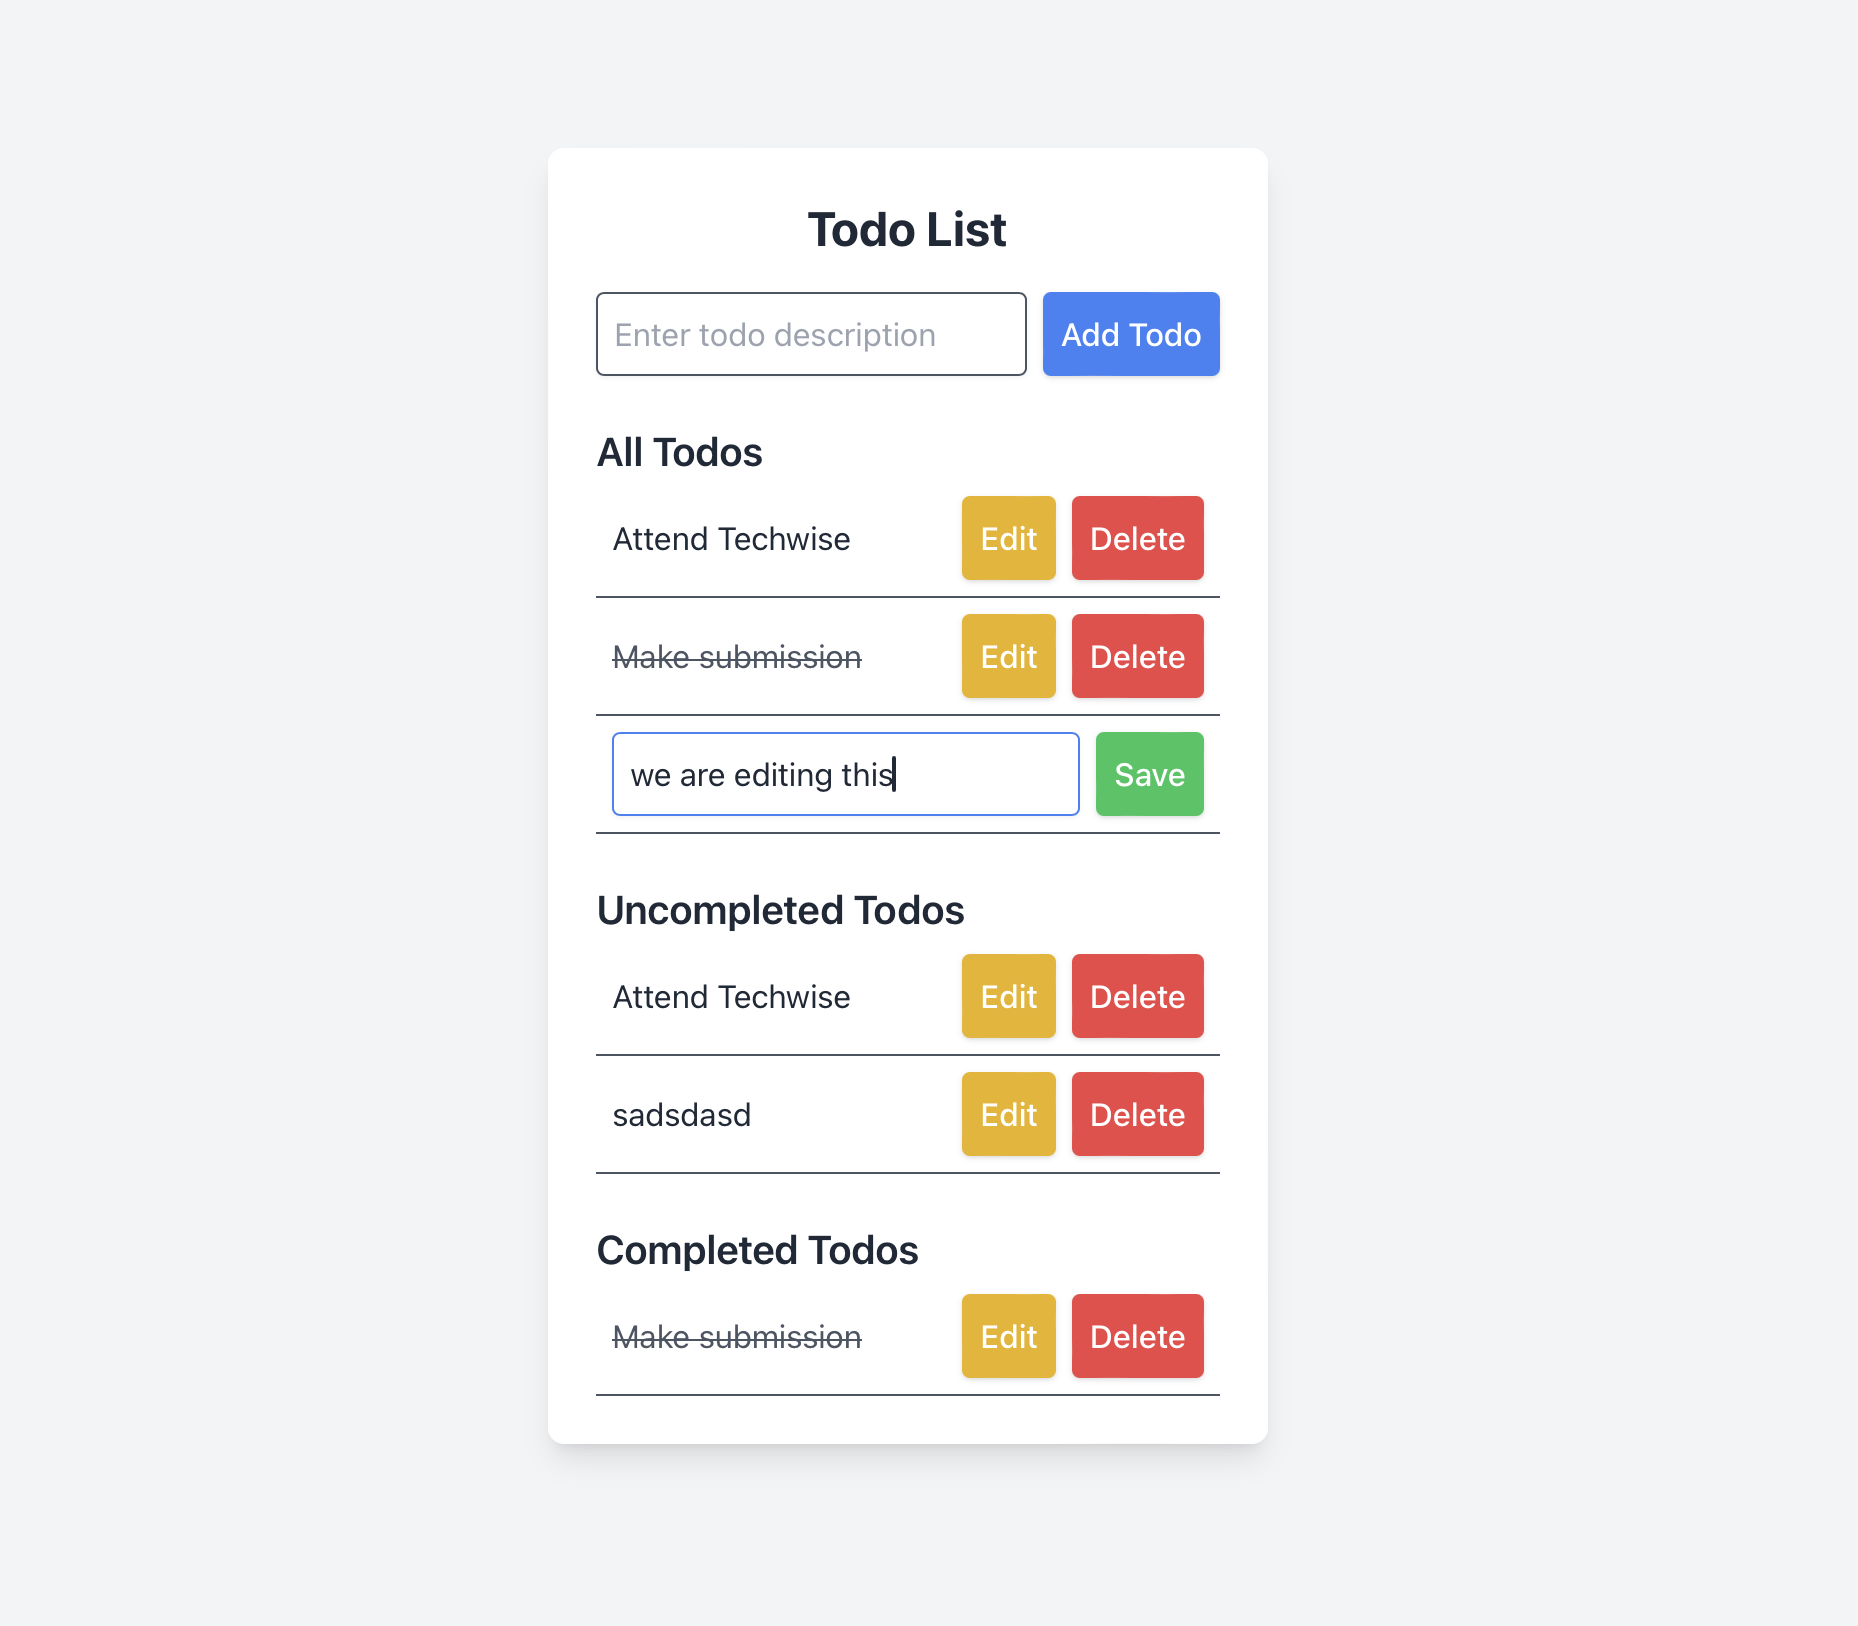 Todo List
Enter todo description Add Todo
All Todos
Attend Techwise Edit Delete
Make submission Edit Delete
we are editing this Save
Uncompleted Todos
Attend Techwise Edit Delete
sadsdasd Edit Delete
Completed Todos
Make submission Edit Delete